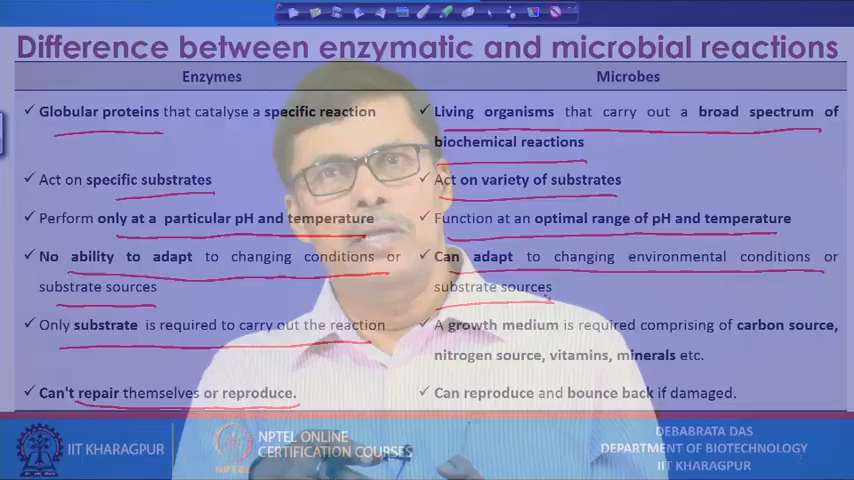 Difference between enzymatic and microbial reactions
Enzymes
Microbes
✓ Globular proteins that catalyse a specific reaction
✓ Living organisms that carry out a broad spectrum of
biochemical reactions
✓ Act on specific substrates
✓ Act on variety of substrates
✓ Perform only at a particular pH and temperature
✓ Function at an optimal range of pH and temperature
✓ No ability to adapt to changing conditions or
substrate sources
✓ Can adapt to changing environmental conditions or
substrate sources
✓ Only substrate is required to carry out the reaction
✓ A growth medium is required comprising of carbon source,
nitrogen source, vitamins, minerals etc.
✓ Can't repair themselves or reproduce.
✓ Can reproduce and bounce back if damaged.
IIT KHARAGPUR
NPTEL
NPTEL ONLINE
CERTIFICATION COURSES
DEBABRATA DAS
DEPARTMENT OF BIOTECHNOLOGY
IIT KHARAGPUR